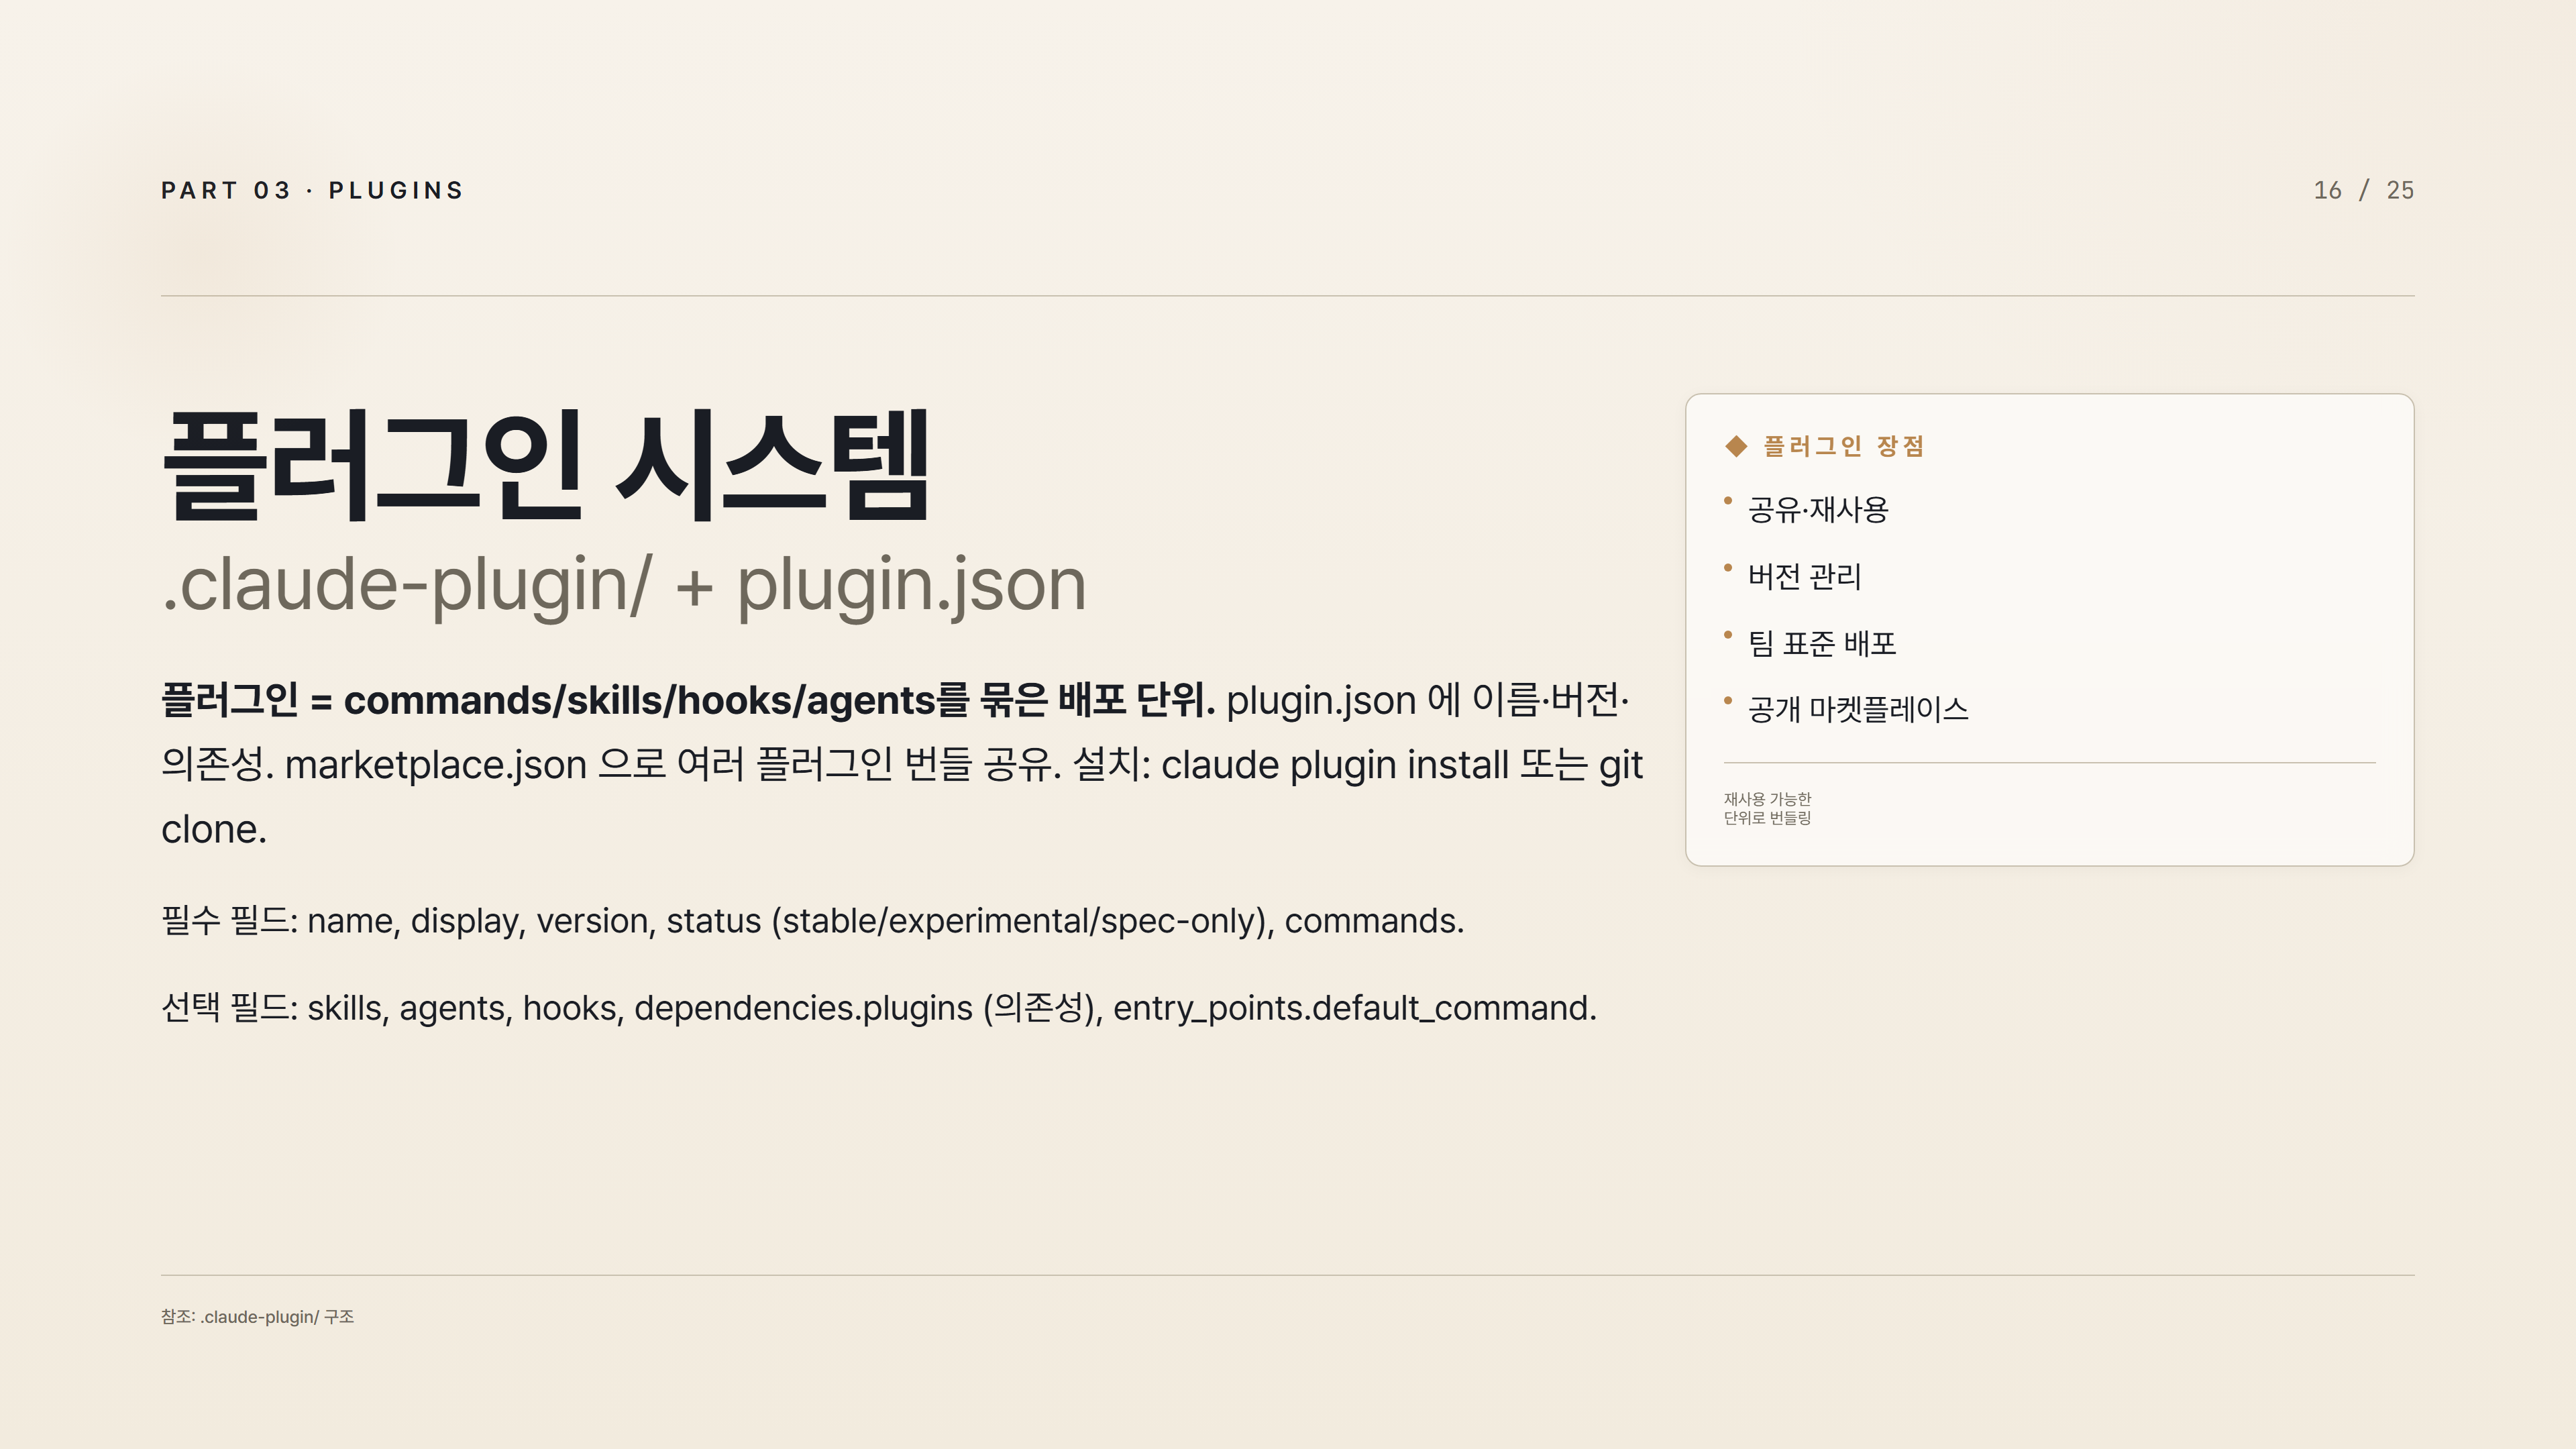 PART 03 · PLUGINS
16 / 25
플러그인 시스템
.claude-plugin/ + plugin.json
플러그인 = commands/skills/hooks/agents를 묶은 배포 단위. plugin.json 에 이름·버전·
의존성. marketplace.json 으로 여러 플러그인 번들 공유. 설치: claude plugin install 또는 git
clone.
필수 필드: name, display, version, status (stable/experimental/spec-only), commands.
선택 필드: skills, agents, hooks, dependencies.plugins (의존성), entry_points.default_command.
◆ 플러그인 장점
• 공유·재사용
• 버전 관리
• 팀 표준 배포
• 공개 마켓플레이스
재사용 가능한
단위로 번들링
참조: .claude-plugin/ 구조